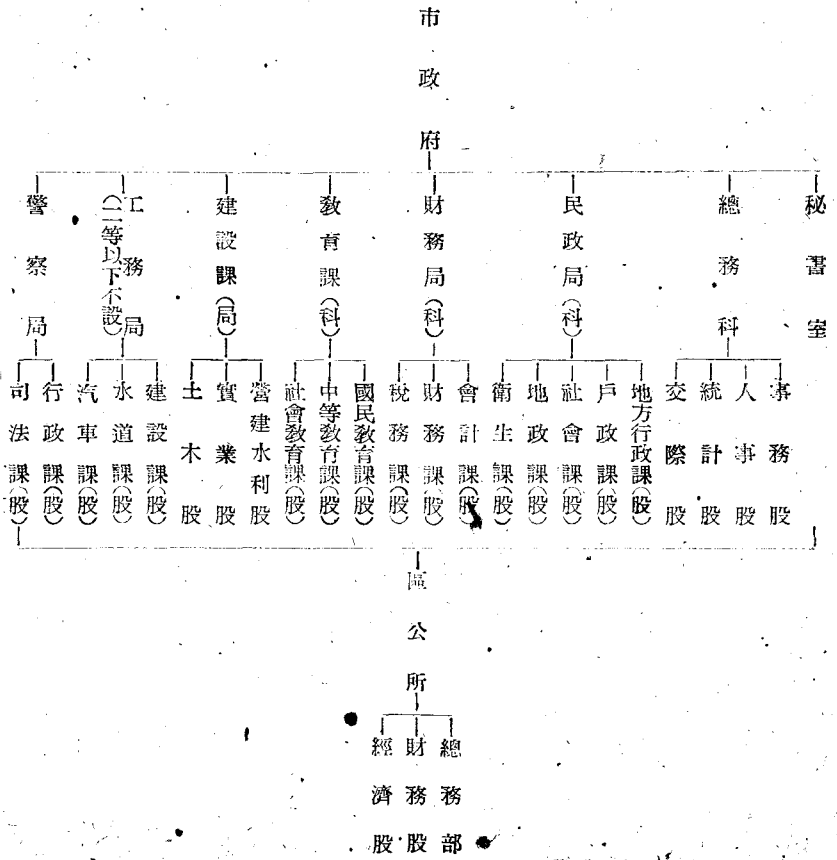 市政府
秘書室
總務科
民政局（科）
財務局（科）
教育課（科）
建設課（局）
工務局
（二等以下不設）
警察局
事務股
人事股
統計股
交際股
地方行政課（股）
戶政課（股）
社會課（股）
地政課（股）
衛生課（股）
會計課（股）
財務課（股）
稅務課（股）
國民教育課（股）
中等教育課（股）
社會教育課（股）
營建水利股
實業股
土木股
建設課（股）
水道課（股）
汽車課（股）
行政課（股）
司法課（股）
區公所
總務部
財務股
經濟股